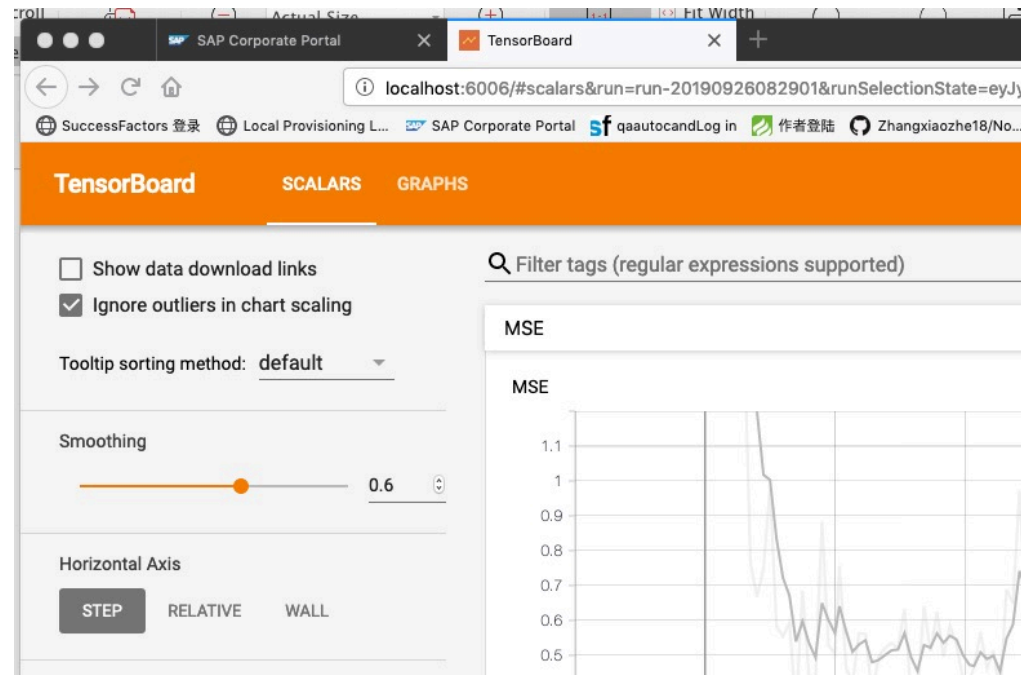 Actual Size
Fit Width
SAP Corporate Portal
TensorBoard
localhost:6006/#scalars&run=run-20190926082901&runSelectionState=eyJy
SuccessFactors 登录
Local Provisioning L...
SAP Corporate Portal
qaautocandLog in
作者登陆
Zhangxiaozhe18/No...
TensorBoard
SCALARS
GRAPHS
Show data download links
Filter tags (regular expressions supported)
Ignore outliers in chart scaling
MSE
Tooltip sorting method: default
MSE
Smoothing
0.6
1.1
1
0.9
0.8
0.7
0.6
0.5
Horizontal Axis
STEP
RELATIVE
WALL